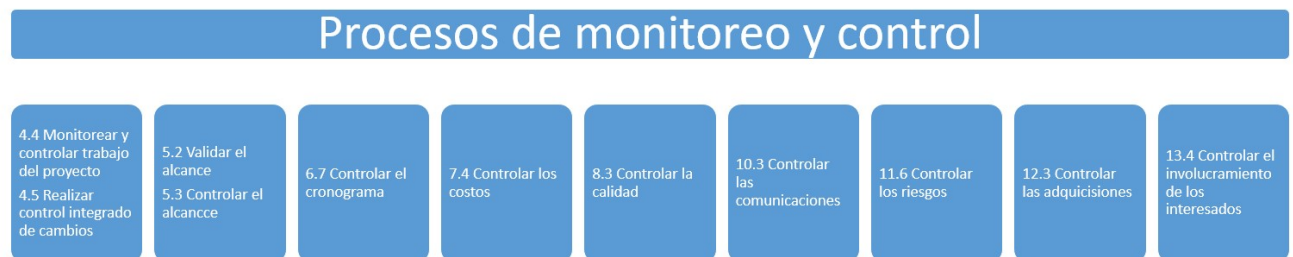 Procesos de monitoreo y control
4.4 Monitorear y
controlar trabajo
del proyecto
4.5 Realizar
control integrado
de cambios
5.2 Validar el
alcance
5.3 Controlar el
alcancce
6.7 Controlar el
cronograma
7.4 Controlar los
costos
8.3 Controlar la
calidad
10.3 Controlar
las
comunicaciones
11.6 Controlar
los riesgos
12.3 Controlar
las adquiciones
13.4 Controlar el
involucramiento
de los
interesados